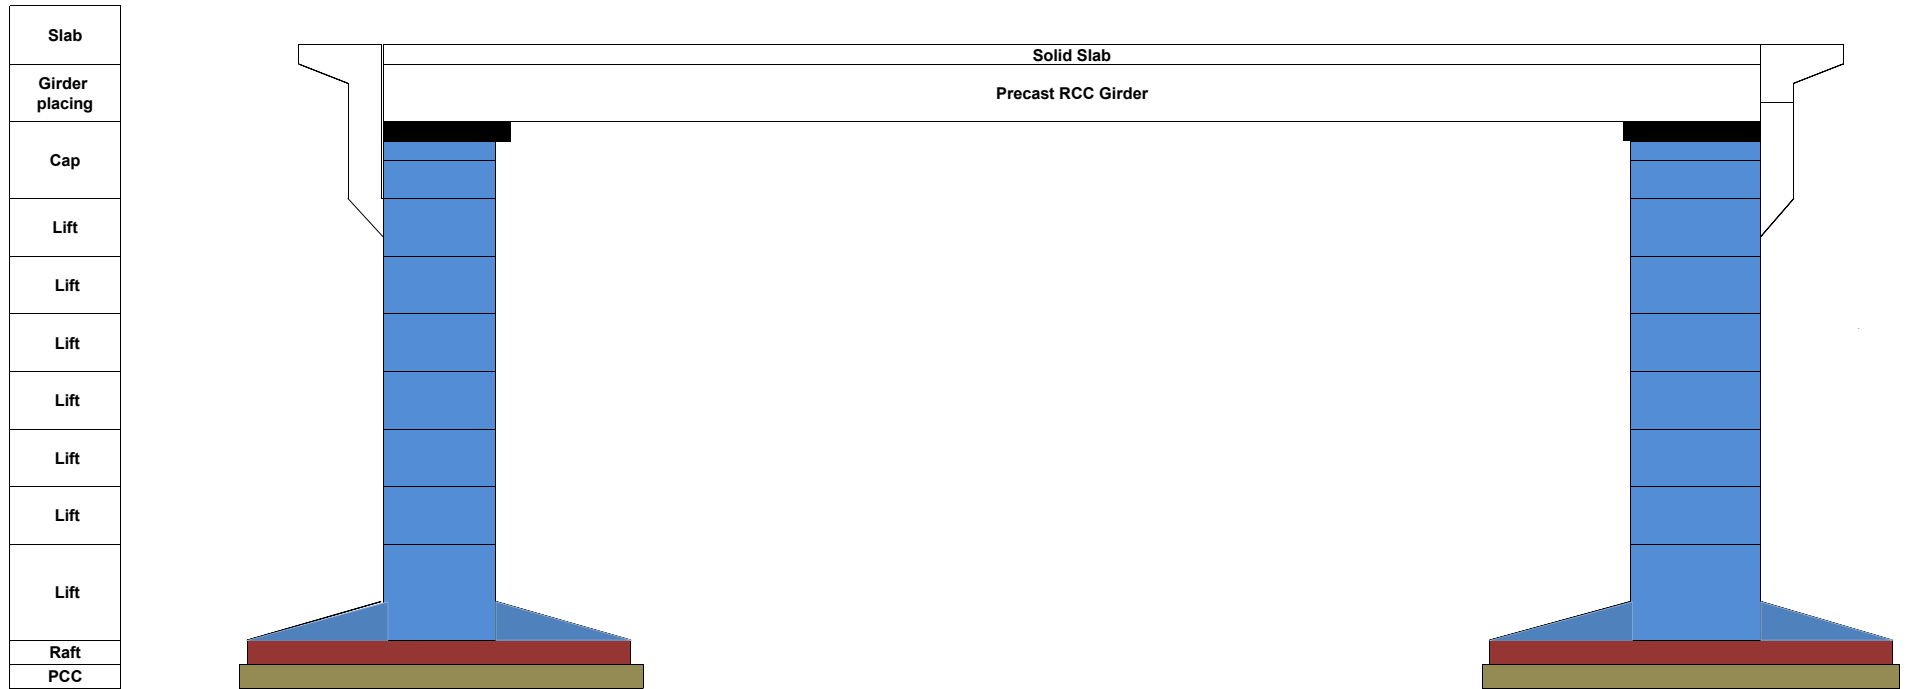 Slab
Solid Slab
Girder
placing
Precast RCC Girder
Cap
Lift
Lift
Lift
Lift
Lift
Lift
Lift
Raft
PCC